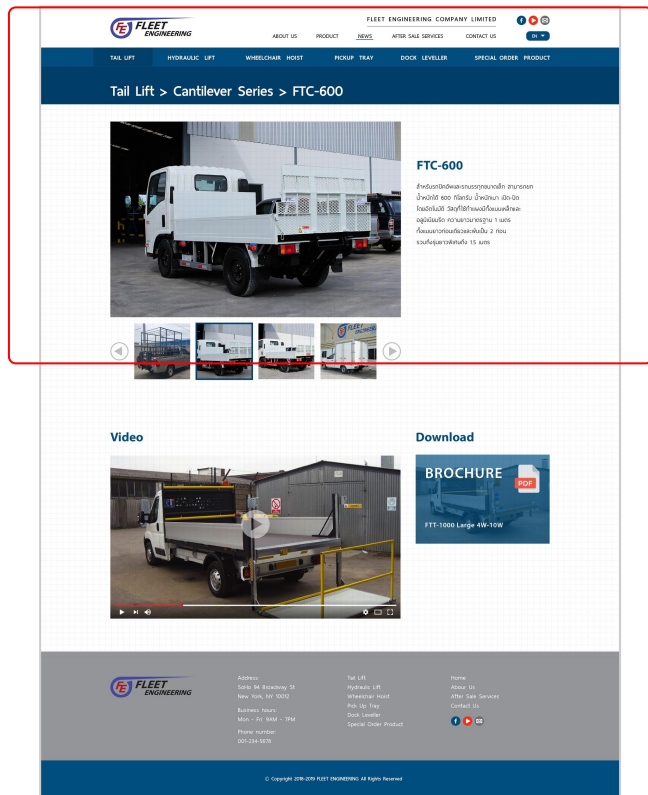 FLEET
ENGINEERING
FLEET ENGINEERING COMPANY LIMITED
ABOUT US PRODUCT NEWS AFTER SALE SERVICES CONTACT US EN
TAIL LIFT HYDRAULIC LIFT WHEELCHAIR HOIST PICKUP TRAY DOCK LEVELLER SPECIAL ORDER PRODUCT
Tail Lift > Cantilever Series > FTC-600
FTC-600
สำหรับรถปิคอัพและรถบรรทุกขนาดเล็ก สามารถยก
น้ำหนักได้ 600 กิโลกรัม น้ำหนักเบา เปิด-ปิด
โดยอัตโนมัติ วัสดุที่ใช้ทำแผงมีทั้งแบบเหล็กและ
อลูมิเนียมรีด ความยาวมาตรฐาน 1 เมตร
ทั้งแบบยาวท่อนเดียวและพับเป็น 2 ท่อน
รวมทั้งรุ่นยาวพิเศษถึง 1.5 เมตร
FLEET
ENGINEERING
Video
Download
BROCHURE
PDF
FTT-1000 Large 4W-10W
FLEET
ENGINEERING
Address
SoHo 94 Broadway St
New York, NY 10012
Business hours:
Mon - Fri 9AM - 7PM
Phone number:
001-234-5678
Tail Lift
Hydraulic Lift
Wheelchair Hoist
Pick Up Tray
Dock Leveller
Special Order Product
Home
About Us
After Sale Services
Contact Us
© Copyright 2018-2019 FLEET ENGINEERING All Rights Reserved